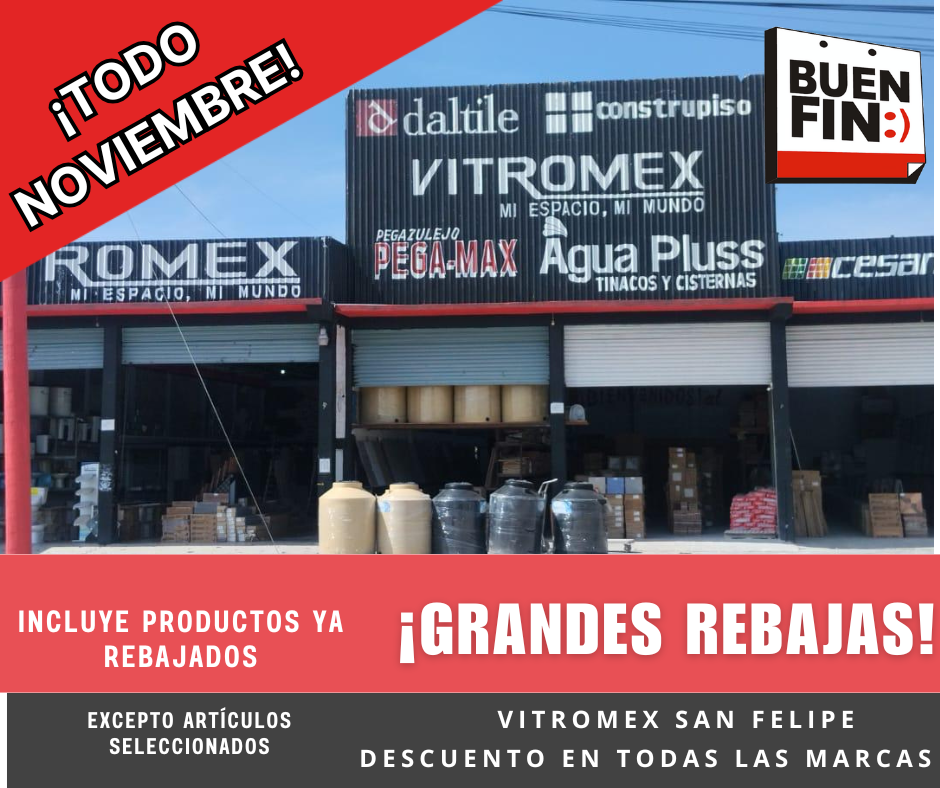 ¡TODO
NOVIEMBRE!
BUEN
FIN:)
daltile
construpiso
VITROMEX
MI ESPACIO, MI MUNDO
PEGAZULEJO
PEGA-MAX
Agua Pluss
TINACOS Y CISTERNAS
ROMEX
MI ESPACIO, MI MUNDO
cesan
INCLUYE PRODUCTOS YA
REBAJADOS
¡GRANDES REBAJAS!
EXCEPTO ARTÍCULOS
SELECCIONADOS
VITROMEX SAN FELIPE
DESCUENTO EN TODAS LAS MARCAS